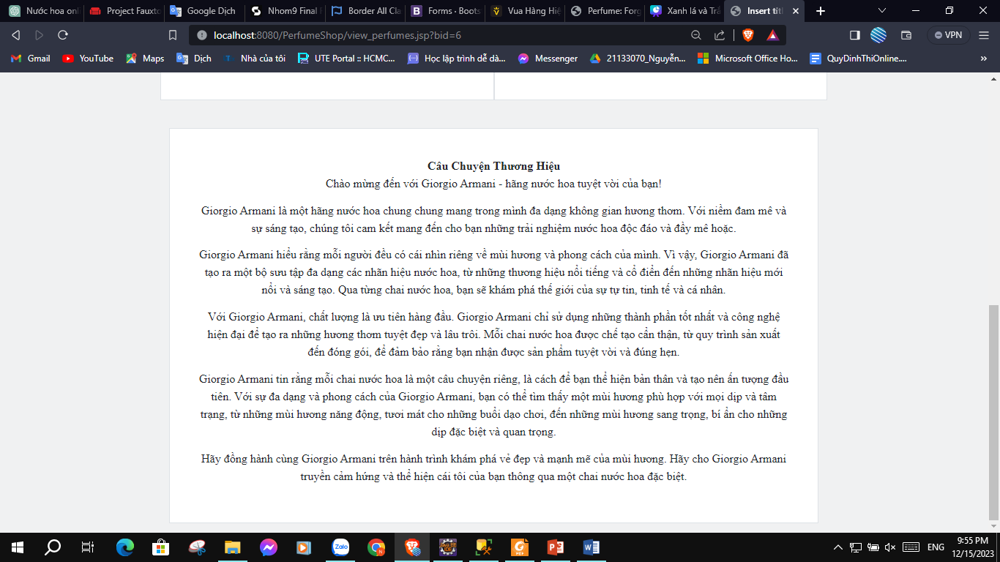 Nước hoa onl
Project Fauxto
Google Dịch
Nhom9 Final
Border All Cla
Forms · Boots
Vua Hàng Hiệ
Perfume: Forg
Xanh lá và Trắ
Insert titl
localhost:8080/PerfumeShop/view_perfumes.jsp?bid=6
VPN
Gmail
YouTube
Maps
Dịch
Nhà của tôi
UTE Portal :: HCMC...
Học lập trình dễ dà...
Messenger
21133070_Nguyễn...
Microsoft Office Ho...
QuyDinhThiOnline....
Câu Chuyện Thương Hiệu
Chào mừng đến với Giorgio Armani - hãng nước hoa tuyệt vời của bạn!
Giorgio Armani là một hãng nước hoa chung chung mang trong mình đa dạng không gian hương thơm. Với niềm đam mê và
sự sáng tạo, chúng tôi cam kết mang đến cho bạn những trải nghiệm nước hoa độc đáo và đầy mê hoặc.
Giorgio Armani hiểu rằng mỗi người đều có cái nhìn riêng về mùi hương và phong cách của mình. Vì vậy, Giorgio Armani đã
tạo ra một bộ sưu tập đa dạng các nhãn hiệu nước hoa, từ những thương hiệu nổi tiếng và cổ điển đến những nhãn hiệu mới
nổi và sáng tạo. Qua từng chai nước hoa, bạn sẽ khám phá thế giới của sự tự tin, tinh tế và cá nhân.
Với Giorgio Armani, chất lượng là ưu tiên hàng đầu. Giorgio Armani chỉ sử dụng những thành phần tốt nhất và công nghệ
hiện đại để tạo ra những hương thơm tuyệt đẹp và lâu trôi. Mỗi chai nước hoa được chế tạo cẩn thận, từ quy trình sản xuất
đến đóng gói, để đảm bảo rằng bạn nhận được sản phẩm tuyệt vời và đúng hẹn.
Giorgio Armani tin rằng mỗi chai nước hoa là một câu chuyện riêng, là cách để bạn thể hiện bản thân và tạo nên ấn tượng đầu
tiên. Với sự đa dạng và phong cách của Giorgio Armani, bạn có thể tìm thấy một mùi hương phù hợp với mọi dịp và tâm
trạng, từ những mùi hương năng động, tươi mát cho những buổi dạo chơi, đến những mùi hương sang trọng, bí ẩn cho những
dịp đặc biệt và quan trọng.
Hãy đồng hành cùng Giorgio Armani trên hành trình khám phá vẻ đẹp và mạnh mẽ của mùi hương. Hãy cho Giorgio Armani
truyền cảm hứng và thể hiện cái tôi của bạn thông qua một chai nước hoa đặc biệt.
Zalo
ENG
9:55 PM
12/15/2023